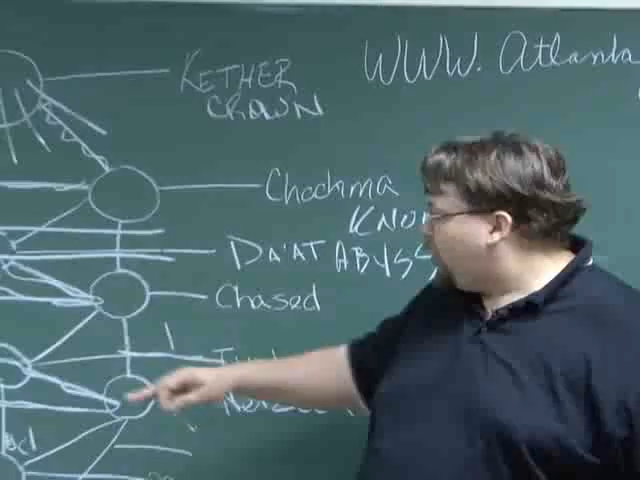 KETHER
CROWN
WWW. Atlanta
Chochma
DA'AT ABYSS
Chased